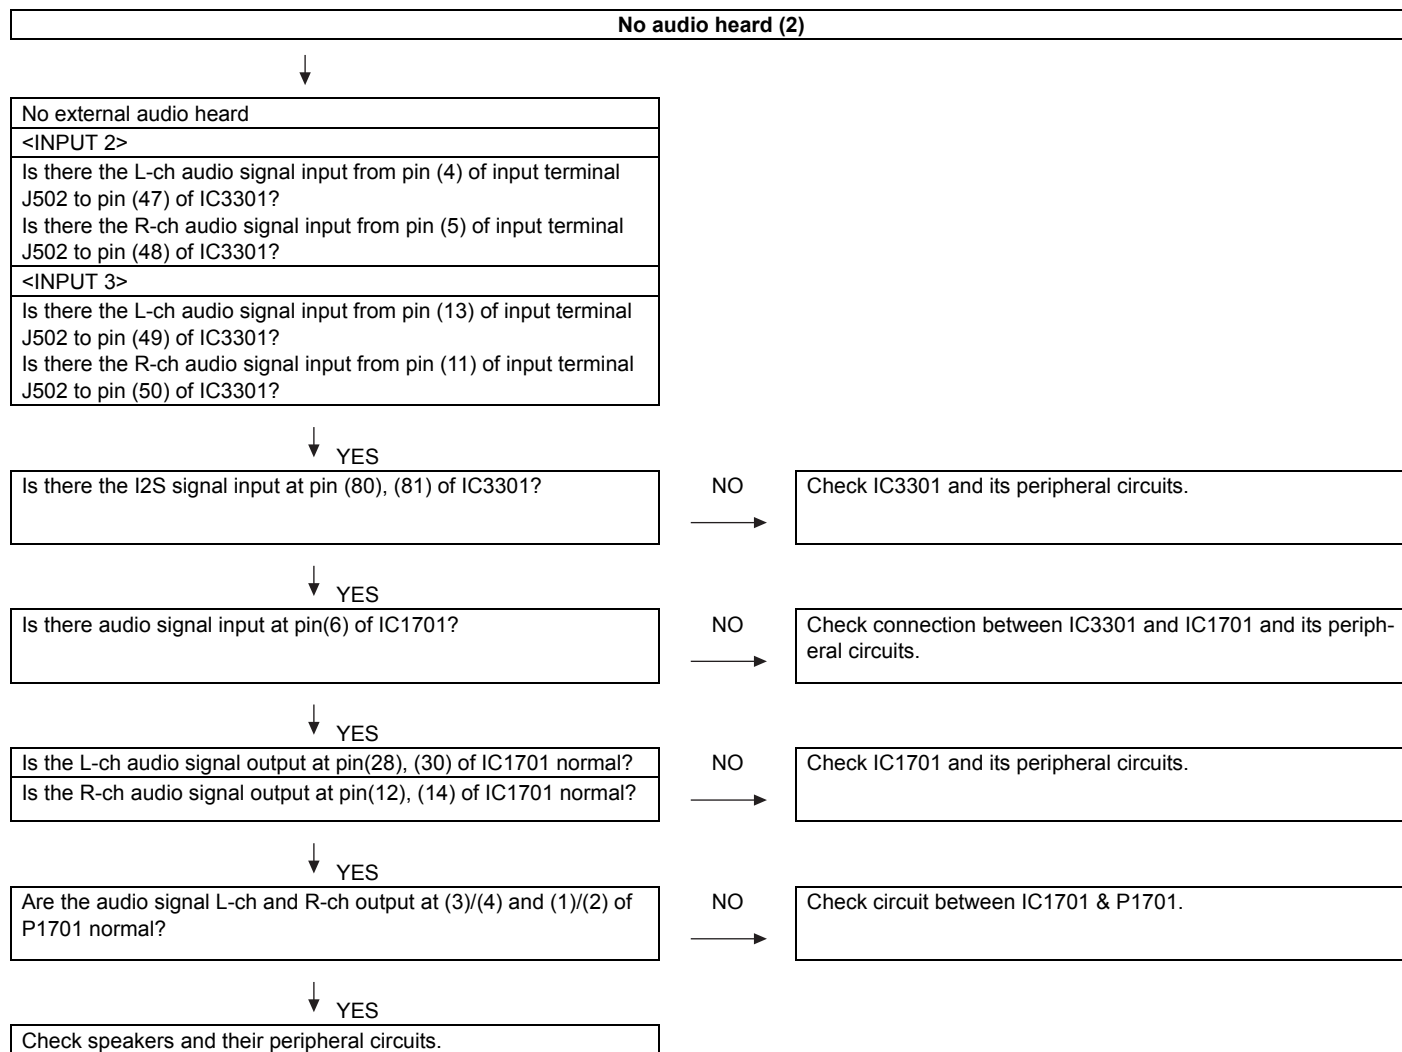 No audio heard (2)
No external audio heard
<INPUT 2>
Is there the L-ch audio signal input from pin (4) of input terminal
J502 to pin (47) of IC3301?
Is there the R-ch audio signal input from pin (5) of input terminal
J502 to pin (48) of IC3301?
<INPUT 3>
Is there the L-ch audio signal input from pin (13) of input terminal
J502 to pin (49) of IC3301?
Is there the R-ch audio signal input from pin (11) of input terminal
J502 to pin (50) of IC3301?
YES
Is there the I2S signal input at pin (80), (81) of IC3301?
NO
Check IC3301 and its peripheral circuits.
YES
Is there audio signal input at pin(6) of IC1701?
NO
Check connection between IC3301 and IC1701 and its periph-
eral circuits.
YES
Is the L-ch audio signal output at pin(28), (30) of IC1701 normal?
Is the R-ch audio signal output at pin(12), (14) of IC1701 normal?
NO
Check IC1701 and its peripheral circuits.
YES
Are the audio signal L-ch and R-ch output at (3)/(4) and (1)/(2) of
P1701 normal?
NO
Check circuit between IC1701 & P1701.
YES
Check speakers and their peripheral circuits.